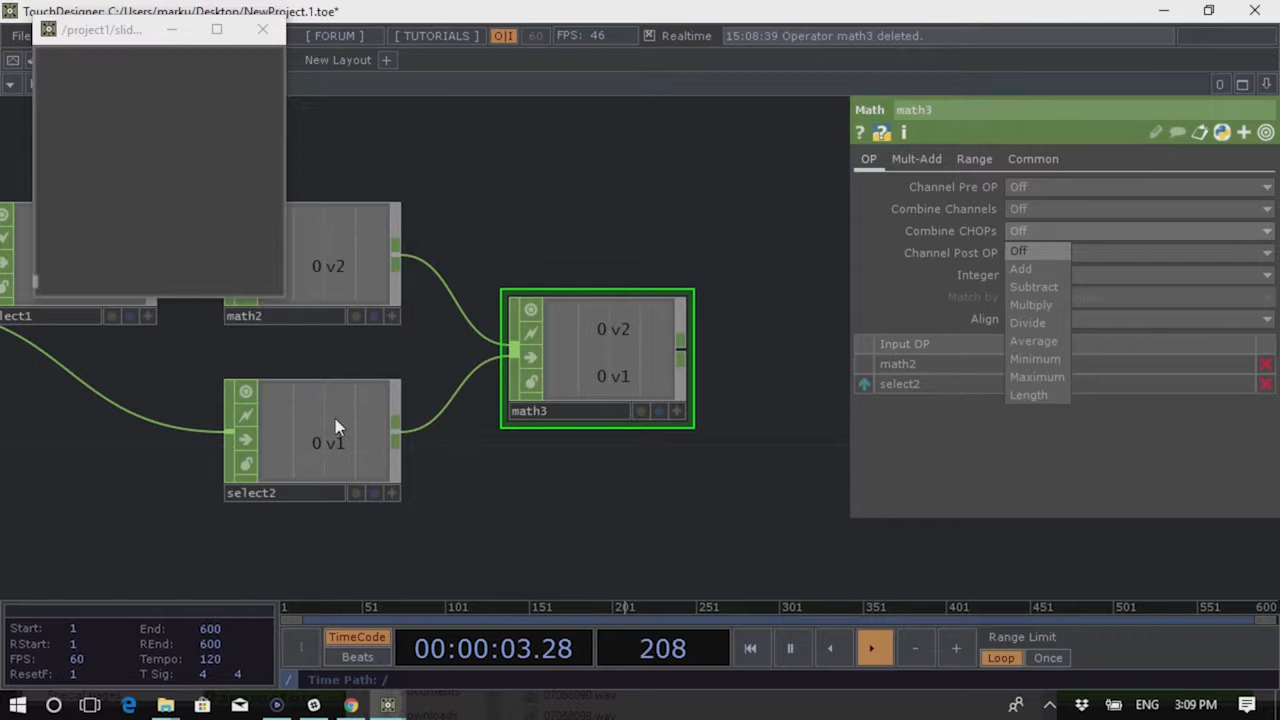 TouchDesigner: C:/Users/marku/Desktop/NewProject.1.toe*
/project1/slid...
File
[ FORUM ]
[ TUTORIALS ]
O|I
60
FPS: 46
Realtime
15:08:39 Operator math3 deleted.
New Layout
0
Math
math3
OP
Mult-Add
Range
Common
Channel Pre OP
Off
Combine Channels
Off
Combine CHOPs
Off
Channel Post OP
Off
Add
Integer
Subtract
Multiply
Align
Divide
Input OP
Average
math2
Minimum
select2
Maximum
Length
0 v2
lect1
math2
0 v2
0 v1
math3
0 v1
select2
1
51
101
151
201
251
301
351
401
451
501
551
600
Start: 1
End: 600
RStart: 1
REnd: 600
FPS: 60
Tempo: 120
ResetF: 1
T Sig: 4 4
TimeCode
Beats
00:00:03.28
208
Range Limit
Loop
Once
/
Time Path: /
ENG
3:09 PM